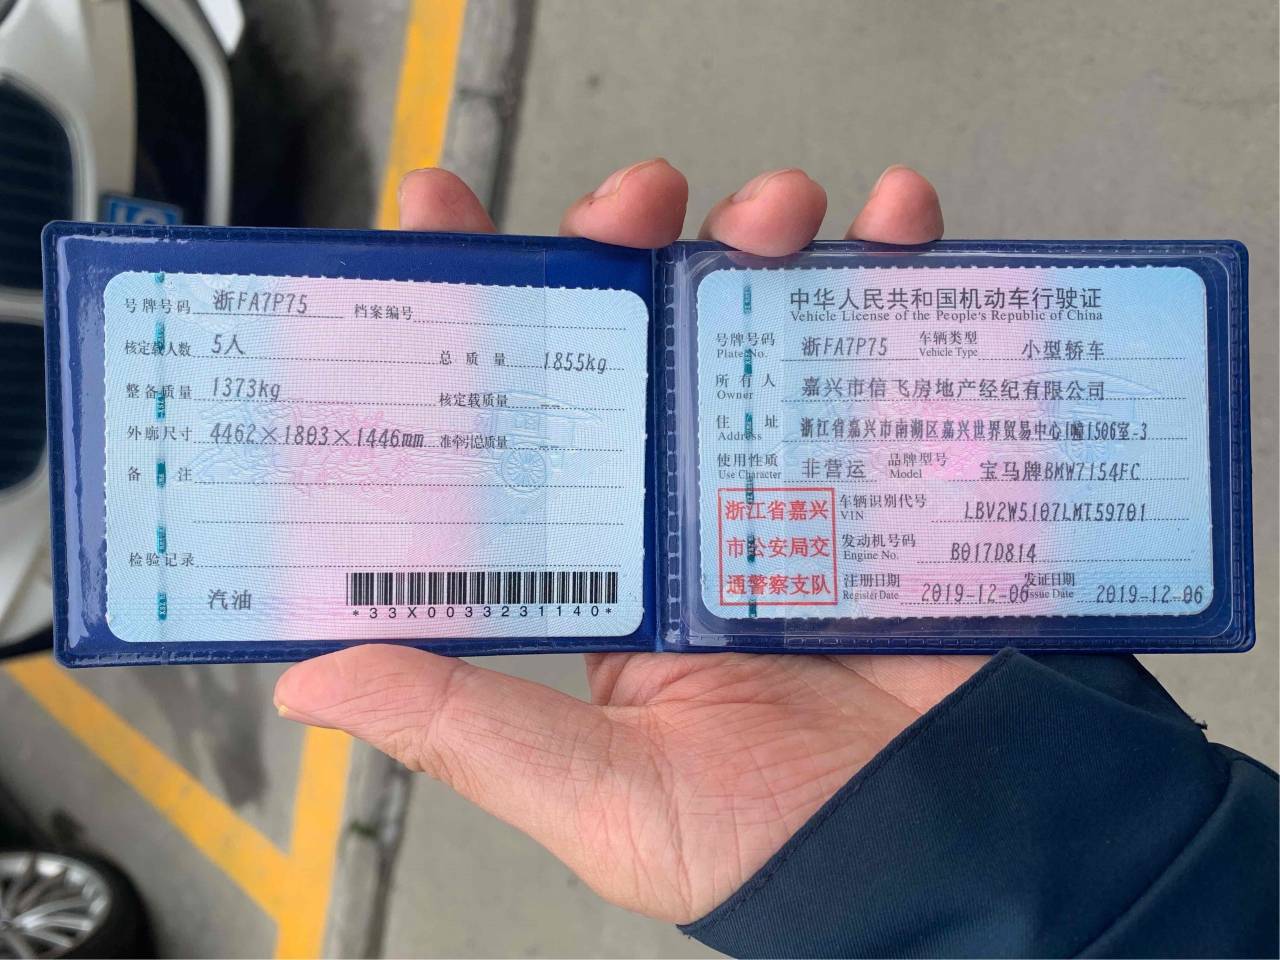 号牌号码 浙FA7P75 档案编号
核定载人数 5人 总质量 1855kg
整备质量 1373kg 核定载质量 --
外廓尺寸 4462×1803×1446mm 准牵引总质量 --
备注
检验记录
汽油
*33X0033231140*
中华人民共和国机动车行驶证
Vehicle License of the People's Republic of China
号牌号码 浙FA7P75 车辆类型 小型轿车
Plate No. Vehicle Type
所有人 嘉兴市信飞房地产经纪有限公司
Owner
住址 浙江省嘉兴市南湖区嘉兴世界贸易中心1幢1506室-3
Address
使用性质 非营运 品牌型号 宝马牌BMW7154FC
Use Character Model
浙江省嘉兴
市公安局交
通警察支队
车辆识别代号 LBV2W5107LMT59701
VIN
发动机号码 B017D814
Engine No.
注册日期 2019-12-06 发证日期 2019-12-06
Register Date Issue Date